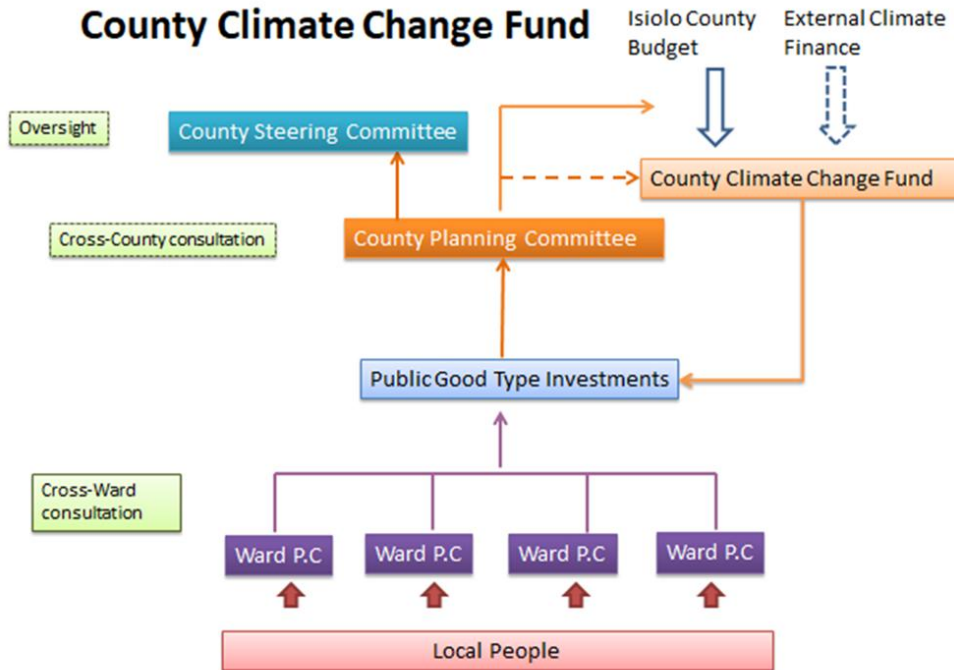 County Climate Change Fund
Isiolo County
Budget
External Climate
Finance
Oversight
County Steering Committee
County Climate Change Fund
Cross-County consultation
County Planning Committee
Public Good Type Investments
Cross-Ward
consultation
Ward P.C
Ward P.C
Ward P.C
Ward P.C
Local People